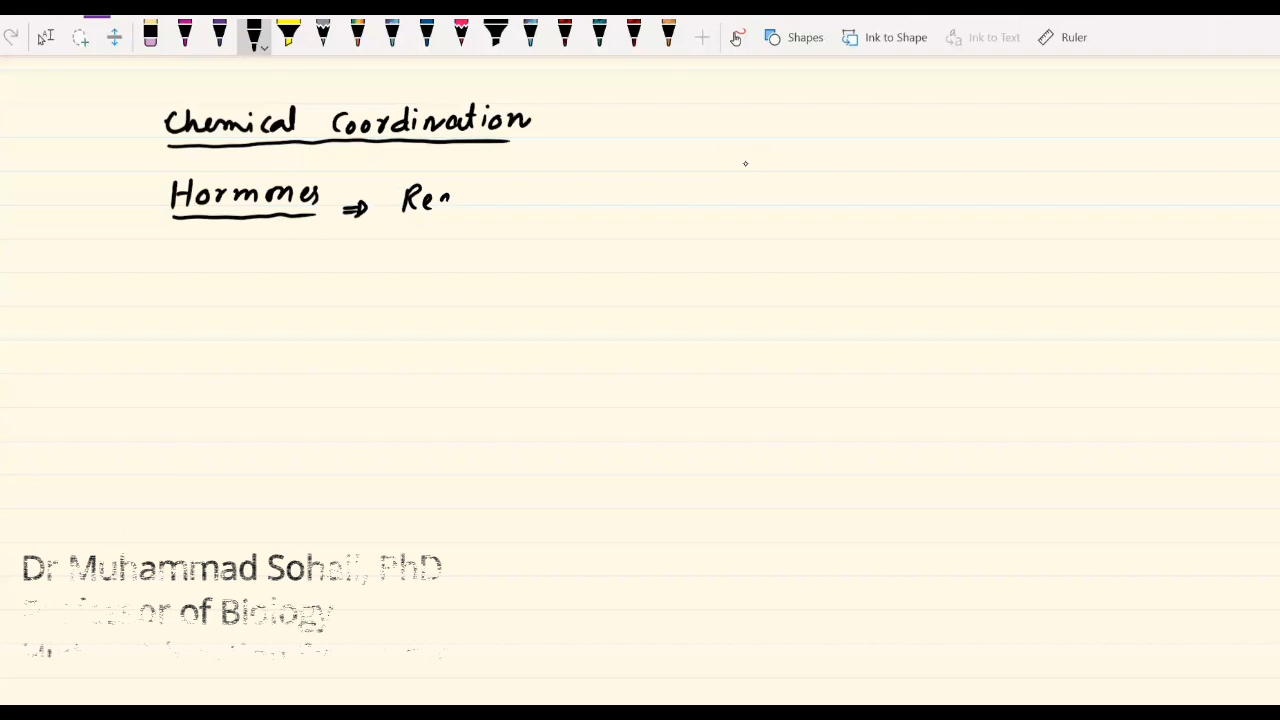 Shapes Ink to Shape Ink to Text Ruler
Chemical Coordination
Hormones ⇒ Re
Dr Muhammad Sohail, PhD
Professor of Biology